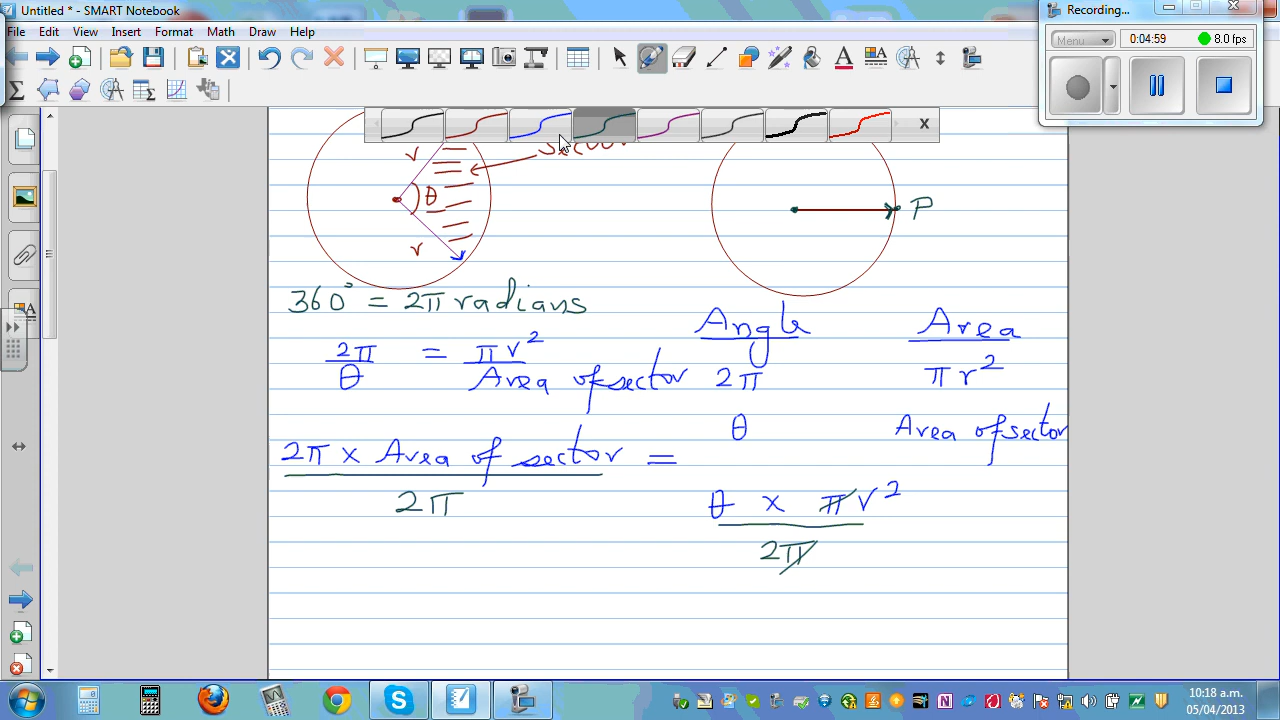 Untitled * - SMART Notebook
Recording...
File Edit View Insert Format Math Draw Help
Menu
0:04:59
8.0 fps
x
r
θ
r
P
360° = 2π radians
Angle
Area
2π/θ = πr²/Area of sector
2π
πr²
θ
Area of sector
2π x Area of sector =
2π
θ x πr²
2π
10:18 a.m.
05/04/2013